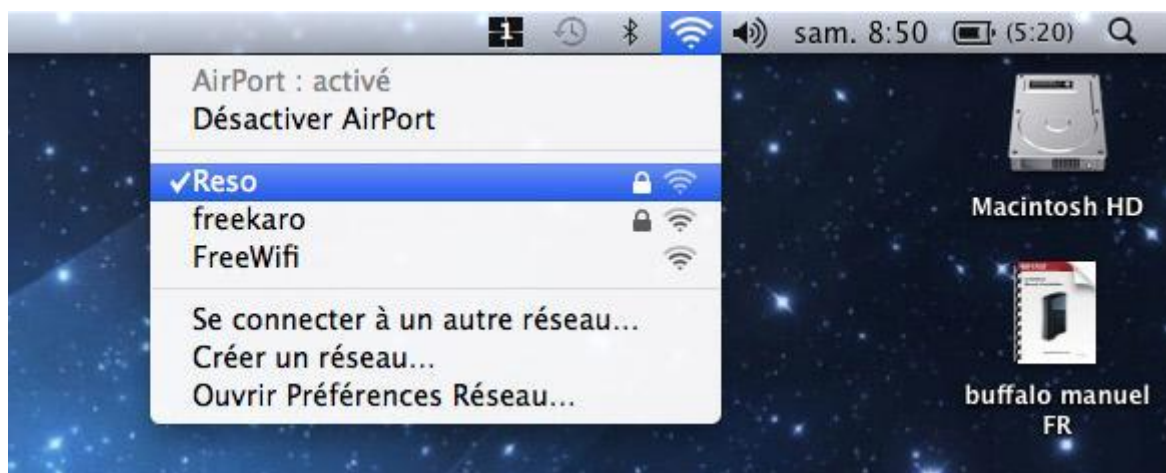 1
sam. 8:50
(5:20)
AirPort : activé
Désactiver AirPort
Reso
freekaro
FreeWifi
Se connecter à un autre réseau...
Créer un réseau...
Ouvrir Préférences Réseau...
Macintosh HD
buffalo manuel
FR